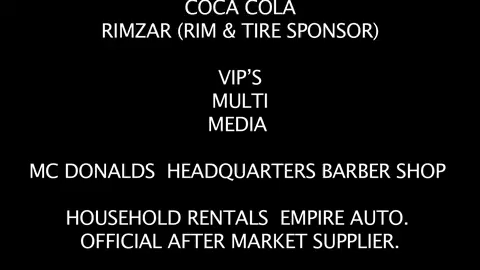 COCA COLA
RIMZAR (RIM & TIRE SPONSOR)
VIP'S
MULTI
MEDIA
MC DONALDS  HEADQUARTERS BARBER SHOP
HOUSEHOLD RENTALS  EMPIRE AUTO.
OFFICIAL AFTER MARKET SUPPLIER.